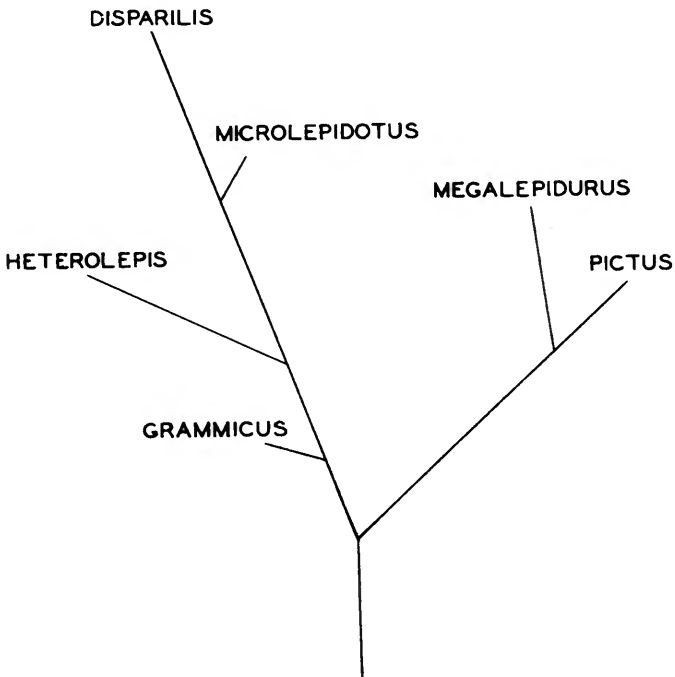 DISPARILIS
MICROLEPIDOTUS
MEGALEPIDURUS
HETEROLEPIS
PICTUS
GRAMMICUS